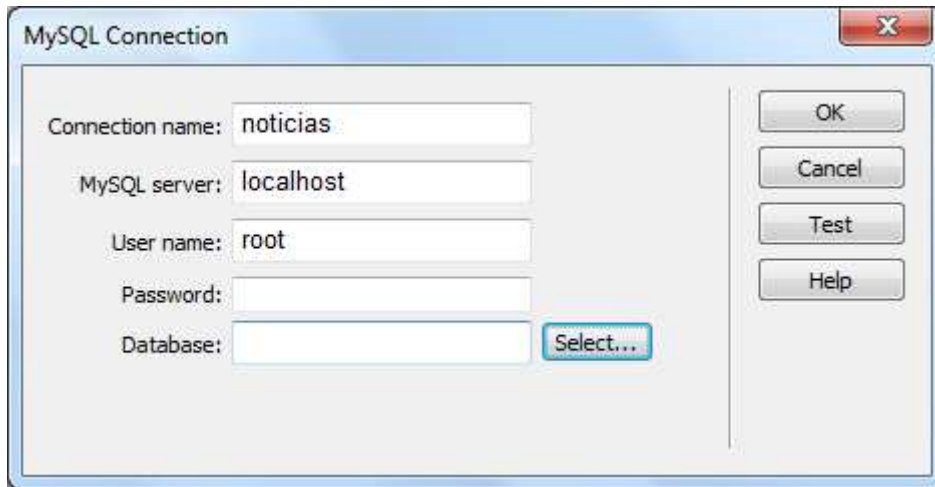 MySQL Connection
Connection name: noticias
MySQL server: localhost
User name: root
Password:
Database:
Select...
OK
Cancel
Test
Help